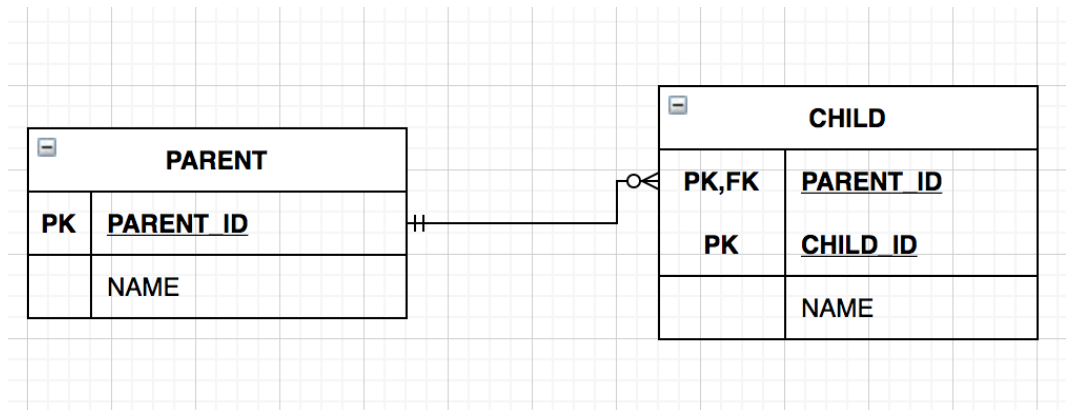 PARENT
PK PARENT_ID
NAME
CHILD
PK,FK PARENT_ID
PK CHILD_ID
NAME